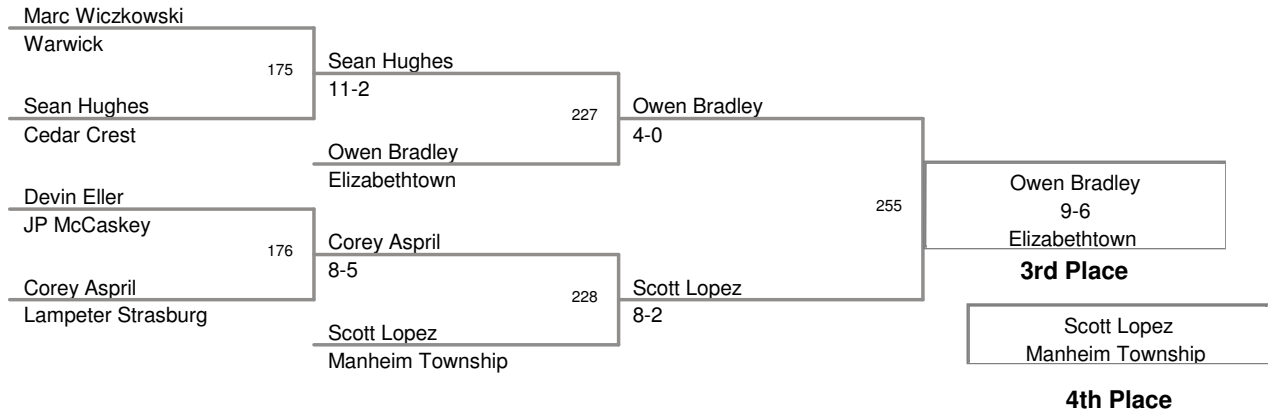 Marc Wiczkowski
Warwick
175
Sean Hughes
Cedar Crest
Sean Hughes
11-2
227
Owen Bradley
Elizabethtown
Owen Bradley
4-0
Devin Eller
JP McCaskey
176
Corey Aspril
Lampeter Strasburg
Corey Aspril
8-5
228
Scott Lopez
Manheim Township
Scott Lopez
8-2
255
Owen Bradley
9-6
Elizabethtown
3rd Place
Scott Lopez
Manheim Township
4th Place